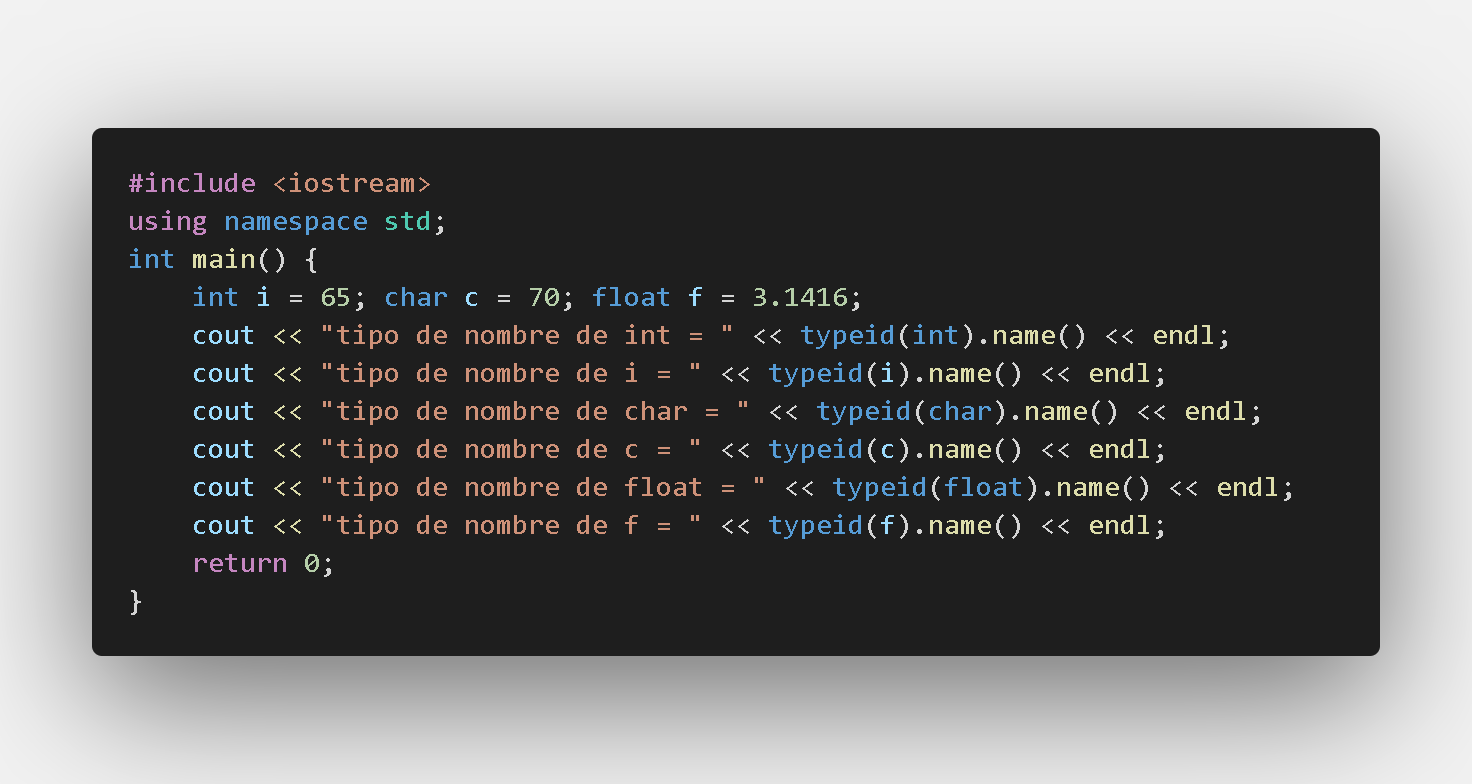 #include <iostream>
using namespace std;
int main() {
    int i = 65; char c = 70; float f = 3.1416;
    cout << "tipo de nombre de int = " << typeid(int).name() << endl;
    cout << "tipo de nombre de i = " << typeid(i).name() << endl;
    cout << "tipo de nombre de char = " << typeid(char).name() << endl;
    cout << "tipo de nombre de c = " << typeid(c).name() << endl;
    cout << "tipo de nombre de float = " << typeid(float).name() << endl;
    cout << "tipo de nombre de f = " << typeid(f).name() << endl;
    return 0;
}